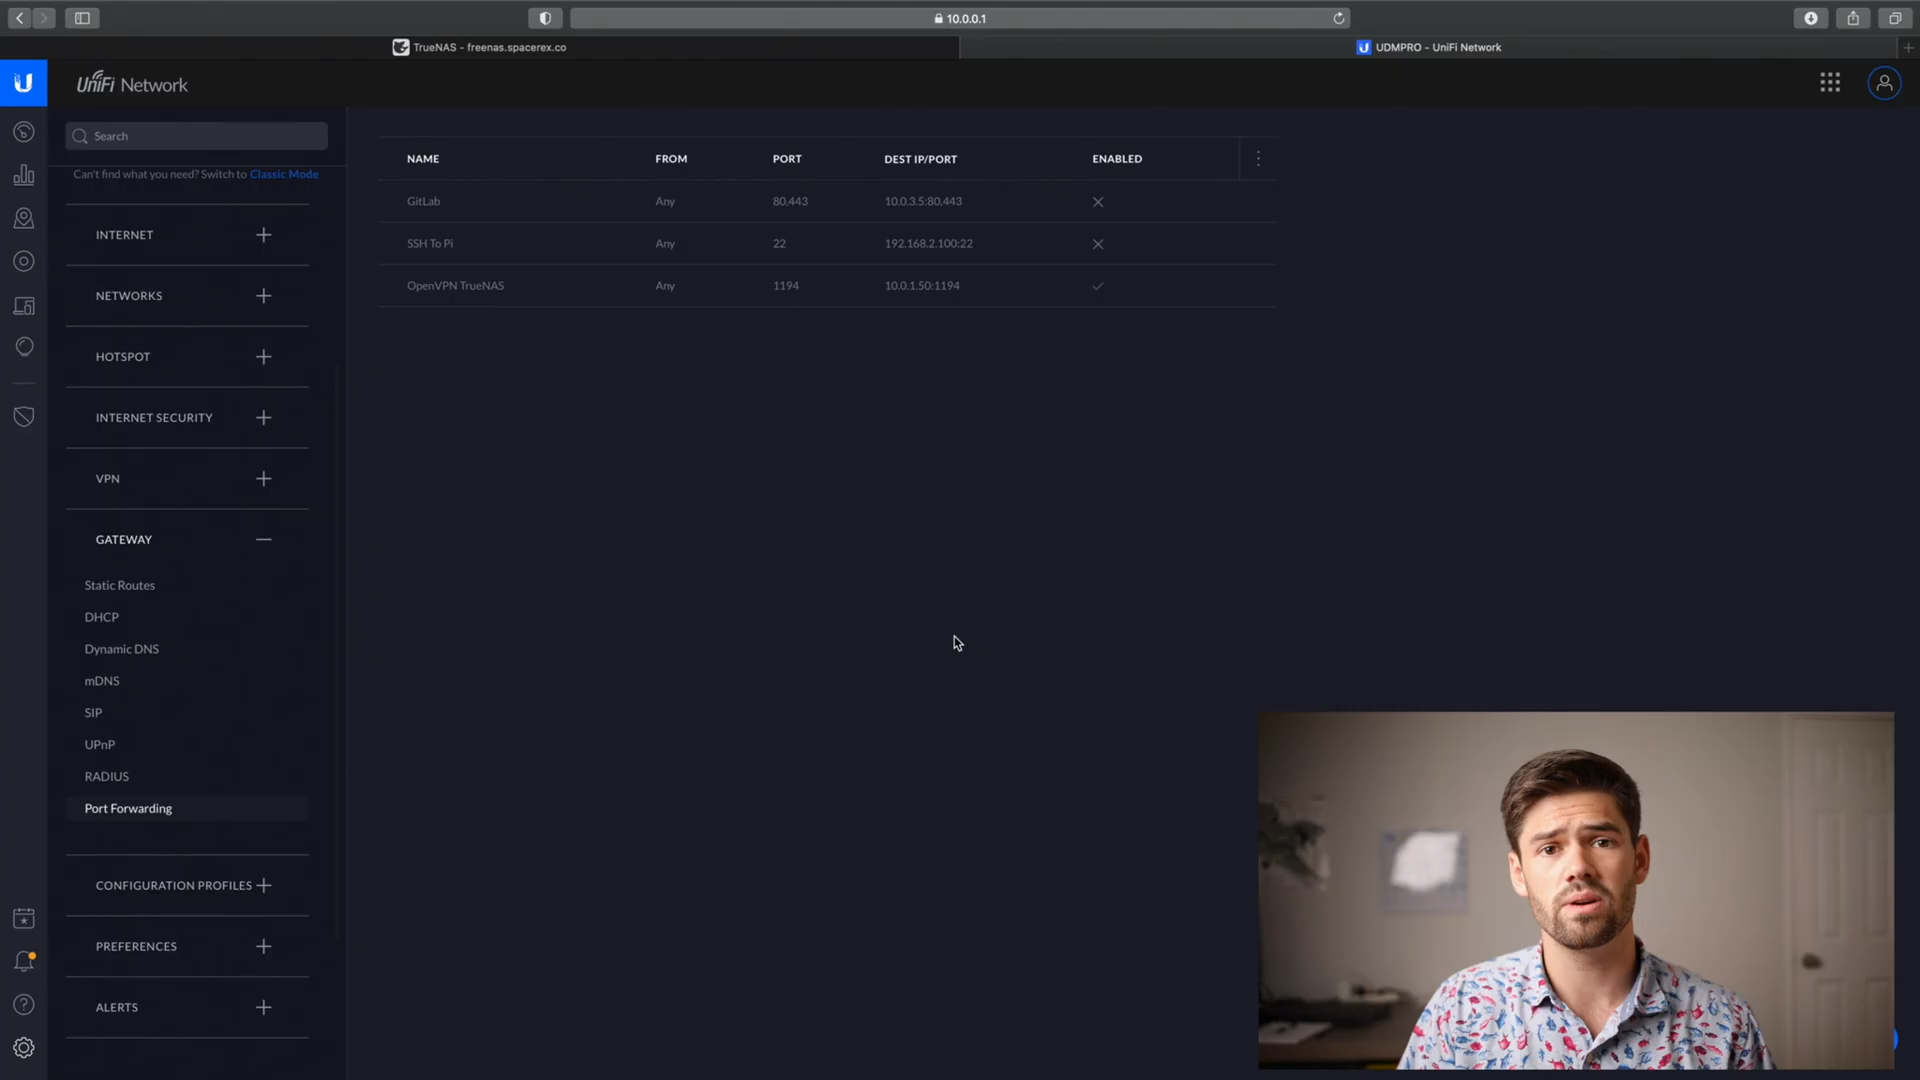 10.0.0.1
TrueNAS - freenas.spacerex.co
UDMPRO - UniFi Network
UniFi Network
Search
Can't find what you need? Switch to Classic Mode
INTERNET
NETWORKS
HOTSPOT
INTERNET SECURITY
VPN
GATEWAY
Static Routes
DHCP
Dynamic DNS
mDNS
SIP
UPnP
RADIUS
Port Forwarding
CONFIGURATION PROFILES
PREFERENCES
ALERTS
NAME FROM PORT DEST IP/PORT ENABLED
GitLab Any 80,443 10.0.3.5:80,443
SSH To Pi Any 22 192.168.2.100:22
OpenVPN TrueNAS Any 1194 10.0.1.50:1194